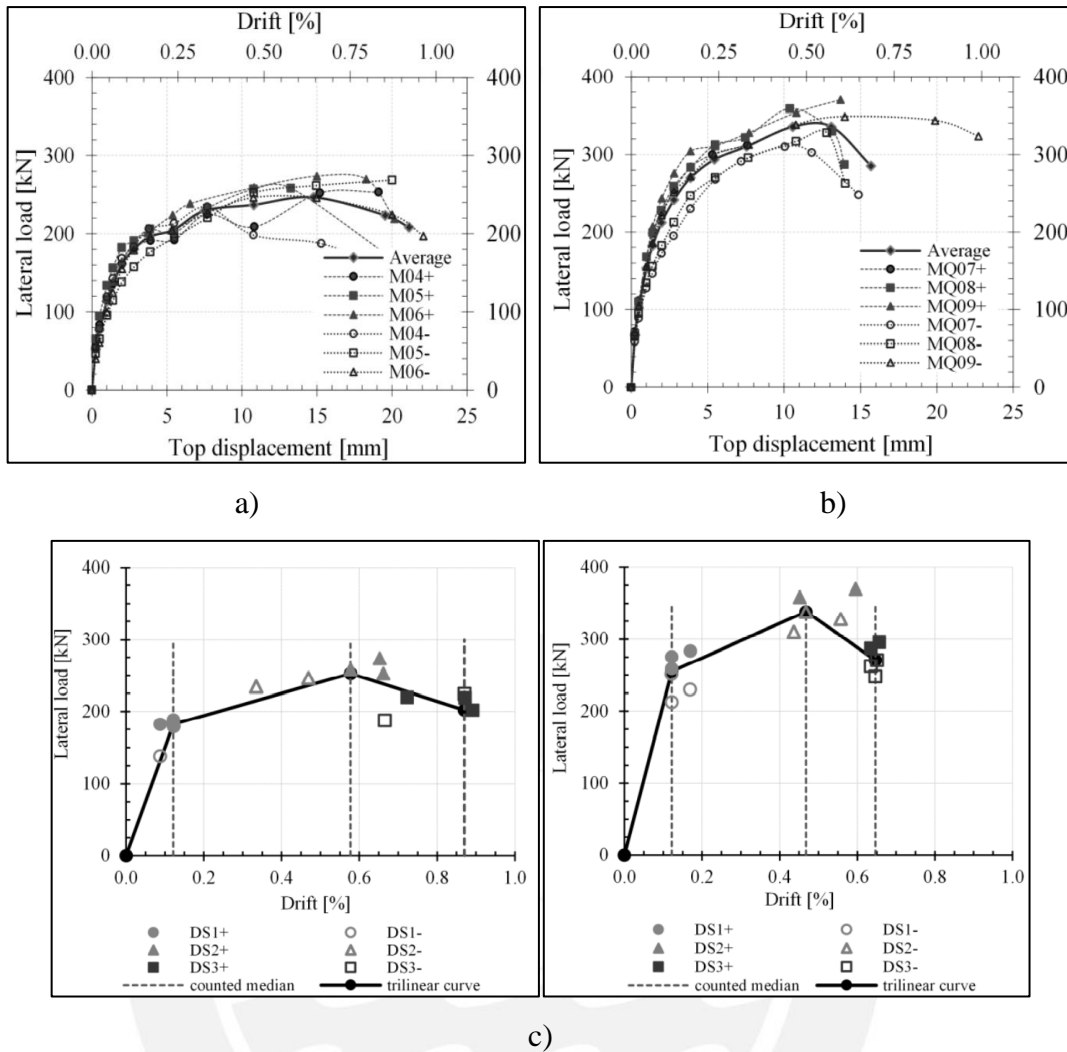 Drift [%]
0.00 0.25 0.50 0.75 1.00
400 400
300 300
200 200
100 100
0 0
Lateral load [kN]
Average
M04+
M05+
M06+
M04-
M05-
M06-
0 5 10 15 20 25
Top displacement [mm]
a)
Drift [%]
0.00 0.25 0.50 0.75 1.00
400 400
300 300
200 200
100 100
0 0
Lateral load [kN]
Average
MQ07+
MQ08+
MQ09+
MQ07-
MQ08-
MQ09-
0 5 10 15 20 25
Top displacement [mm]
b)
400
300
200
100
0
Lateral load [kN]
0.0 0.2 0.4 0.6 0.8 1.0
Drift [%]
DS1+ DS1-
DS2+ DS2-
DS3+ DS3-
counted median trilinear curve
400
300
200
100
0
Lateral load [kN]
0.0 0.2 0.4 0.6 0.8 1.0
Drift [%]
DS1+ DS1-
DS2+ DS2-
DS3+ DS3-
counted median trilinear curve
c)